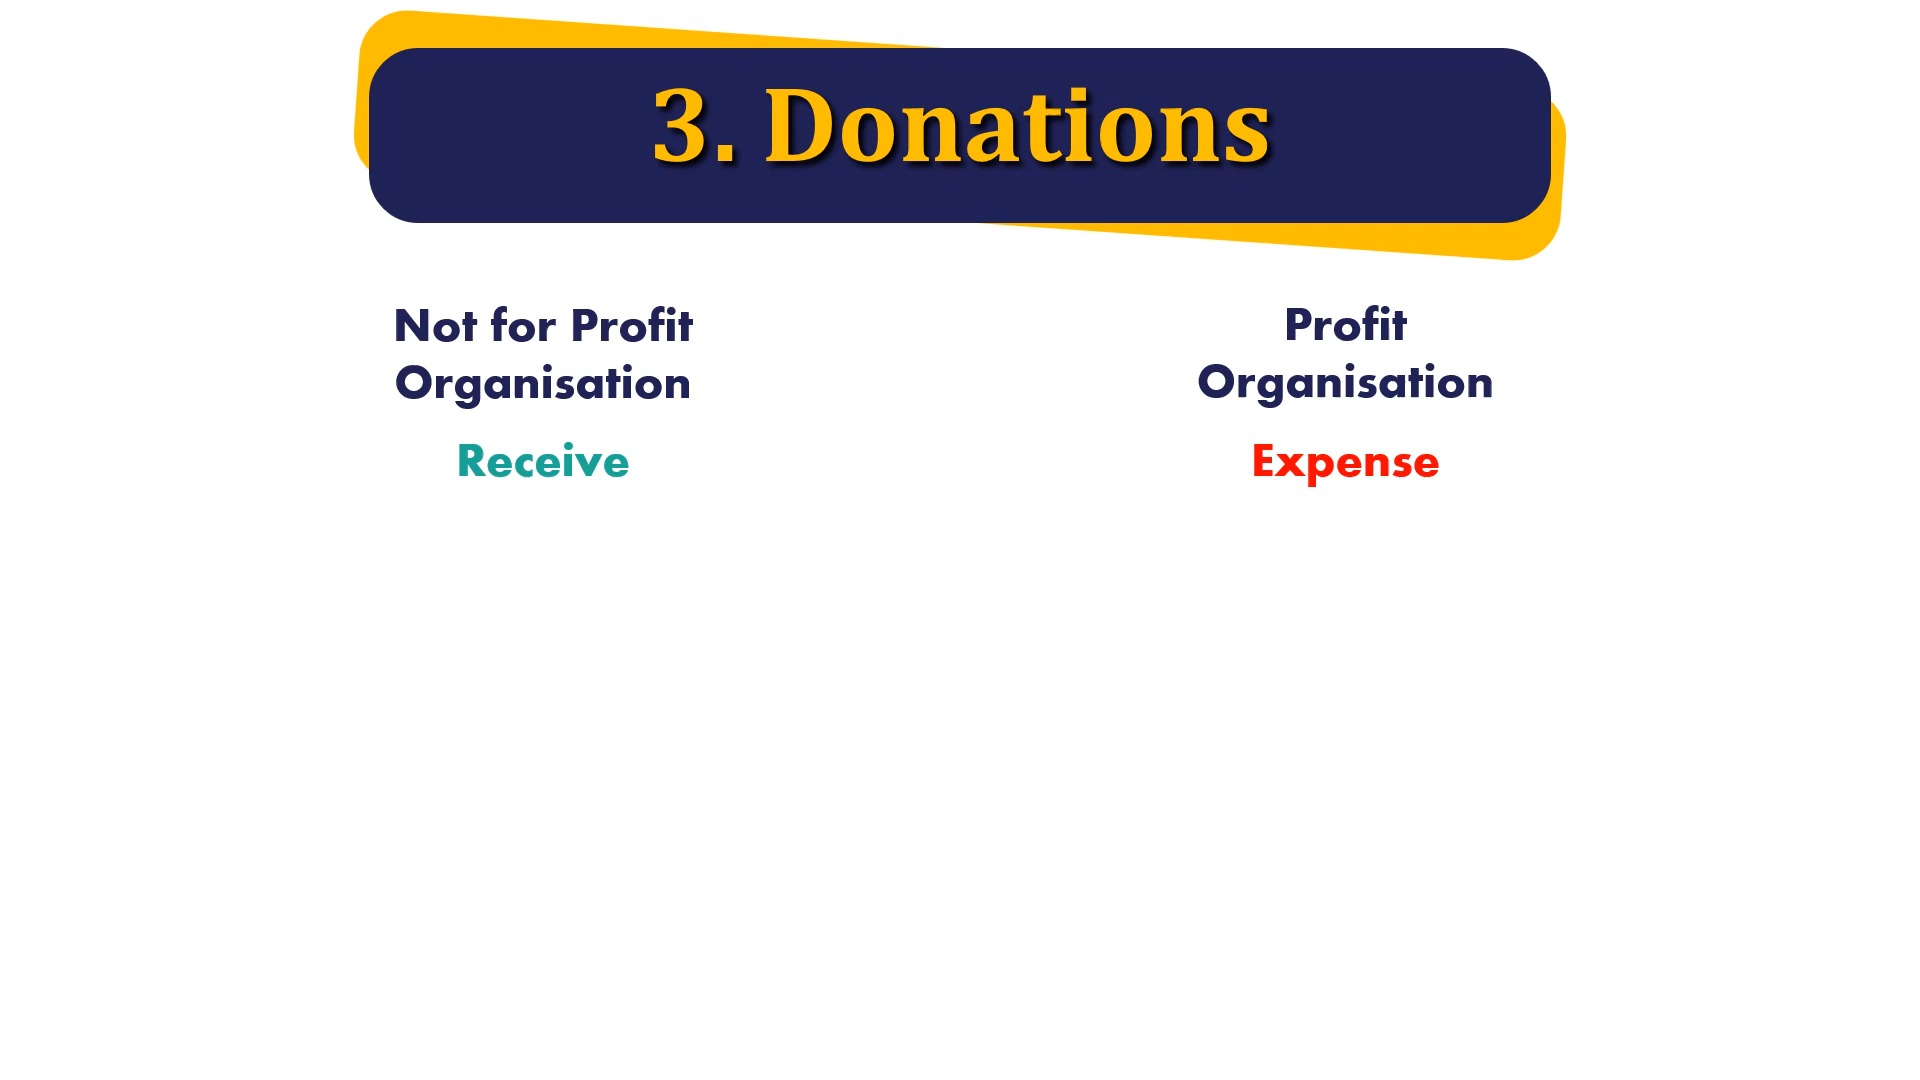 3. Donations
Not for Profit
Organisation
Receive
Profit
Organisation
Expense